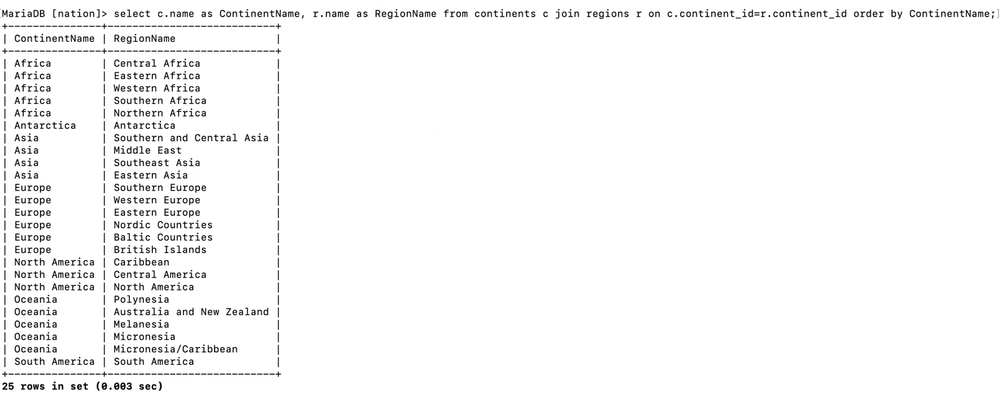 [MariaDB [nation]> select c.name as ContinentName, r.name as RegionName from continents c join regions r on c.continent_id=r.continent_id order by ContinentName;]
+---------------+---------------------------+
| ContinentName | RegionName                |
+---------------+---------------------------+
| Africa        | Central Africa            |
| Africa        | Eastern Africa            |
| Africa        | Western Africa            |
| Africa        | Southern Africa           |
| Africa        | Northern Africa           |
| Antarctica    | Antarctica                |
| Asia          | Southern and Central Asia |
| Asia          | Middle East               |
| Asia          | Southeast Asia            |
| Asia          | Eastern Asia              |
| Europe        | Southern Europe           |
| Europe        | Western Europe            |
| Europe        | Eastern Europe            |
| Europe        | Nordic Countries          |
| Europe        | Baltic Countries          |
| Europe        | British Islands           |
| North America | Caribbean                 |
| North America | Central America           |
| North America | North America             |
| Oceania       | Polynesia                 |
| Oceania       | Australia and New Zealand |
| Oceania       | Melanesia                 |
| Oceania       | Micronesia                |
| Oceania       | Micronesia/Caribbean      |
| South America | South America             |
+---------------+---------------------------+
25 rows in set (0.003 sec)